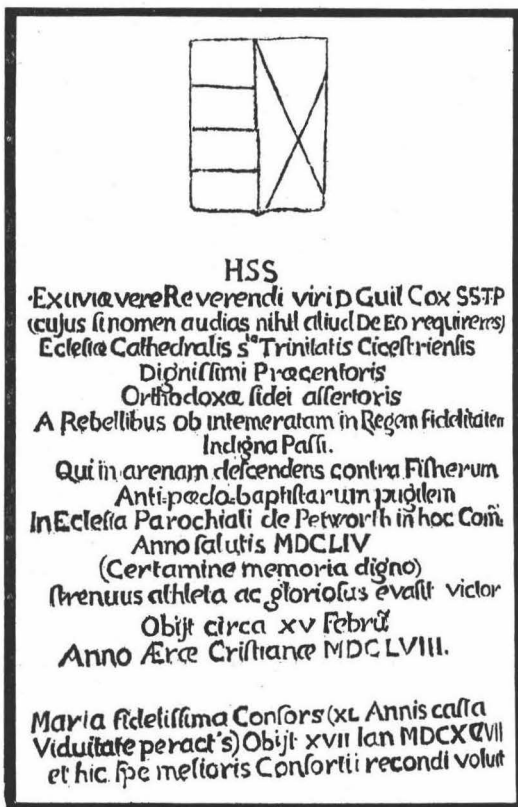 HSS
·Exuviæ vere Reverendi viri D Guil Cox SSTP
(cujus ſi nomen audias nihil aliud De Eo requireres)
Ecleſiæ Cathedralis sᵗᵃ Trinitatis Ciceſtrienſis
Digniſſimi Præcentoris
Orthodoxæ fidei aſſertoris
A Rebellibus ob intemeratam in Regem Fidelitatem
Indigna Paſſi.
Qui in arenam deſcendens contra Fiſherum
Anti-pædo-baptiſtarum pugilem
In Ecleſia Parochiali de Petworth in hoc Com̃.
Anno ſalutis MDCLIV
(Certamine memoria digno)
ſtrenuus athleta ac glorioſus evaſit victor
Obijt circa XV Febrũ
Anno Æræ Criſtianæ MDCLVIII.
Maria fideliſſima Conſors (XL Annis caſta
Viduitate peract's) Obijt XVII Ian
et hic ſpe melioris Conſortii recondi voluit